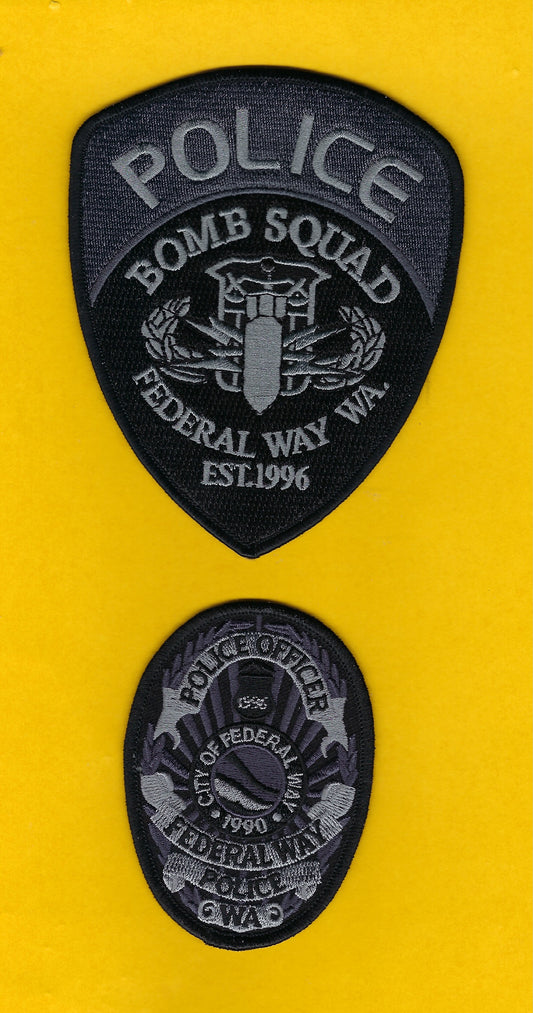 POLICE
BOMB SQUAD
FEDERAL WAY WA.
EST.1996
POLICE OFFICER
1996
CITY OF FEDERAL WAY
• 1990 •
FEDERAL WAY
POLICE
WA